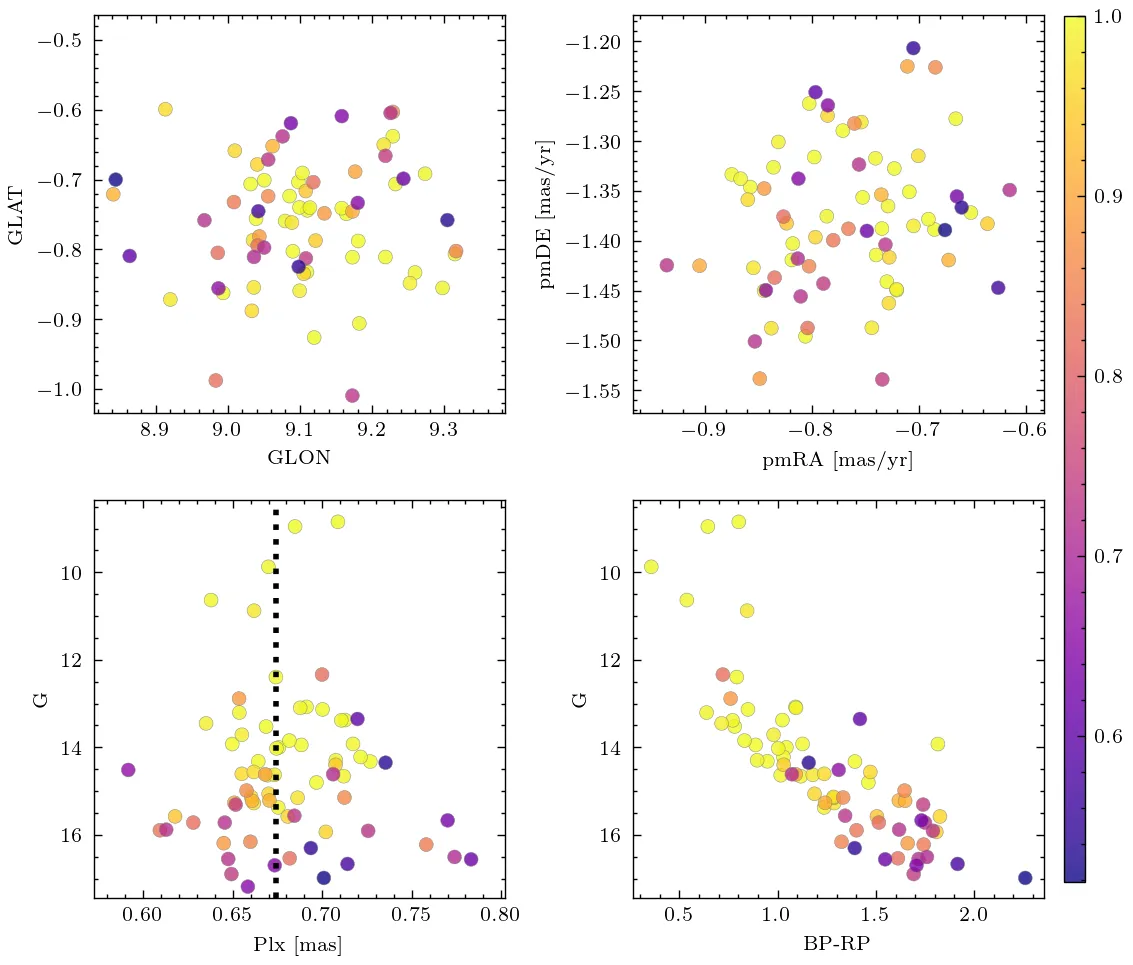 −0.5
−0.6
−0.7
−0.8
−0.9
−1.0
GLAT
8.9 9.0 9.1 9.2 9.3
GLON
−1.20
−1.25
−1.30
−1.35
−1.40
−1.45
−1.50
−1.55
pmDE [mas/yr]
−0.9 −0.8 −0.7 −0.6
pmRA [mas/yr]
1.0
0.9
0.8
0.7
0.6
10
12
14
16
G
0.60 0.65 0.70 0.75 0.80
Plx [mas]
10
12
14
16
G
0.5 1.0 1.5 2.0
BP-RP